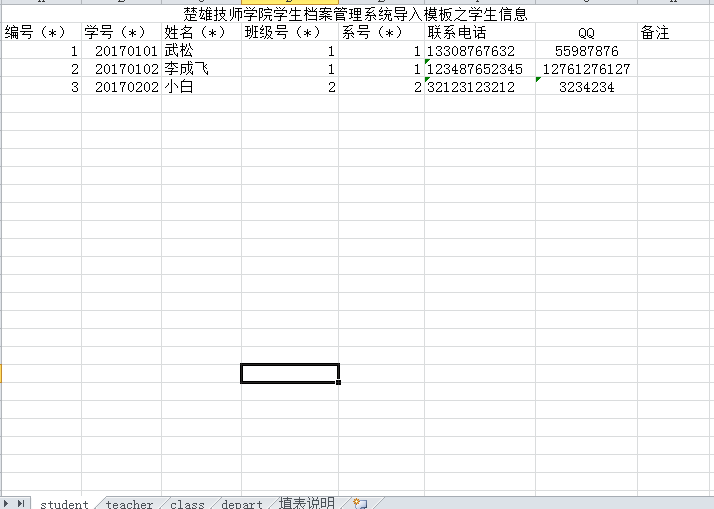 楚雄技师学院学生档案管理系统导入模板之学生信息
编号（*） 学号（*） 姓名（*） 班级号（*） 系号（*） 联系电话 QQ 备注
1 20170101 武松 1 1 13308767632 55987876
2 20170102 李成飞 1 1 123487652345 12761276127
3 20170202 小白 2 2 32123123212 3234234
student teacher class depart 填表说明